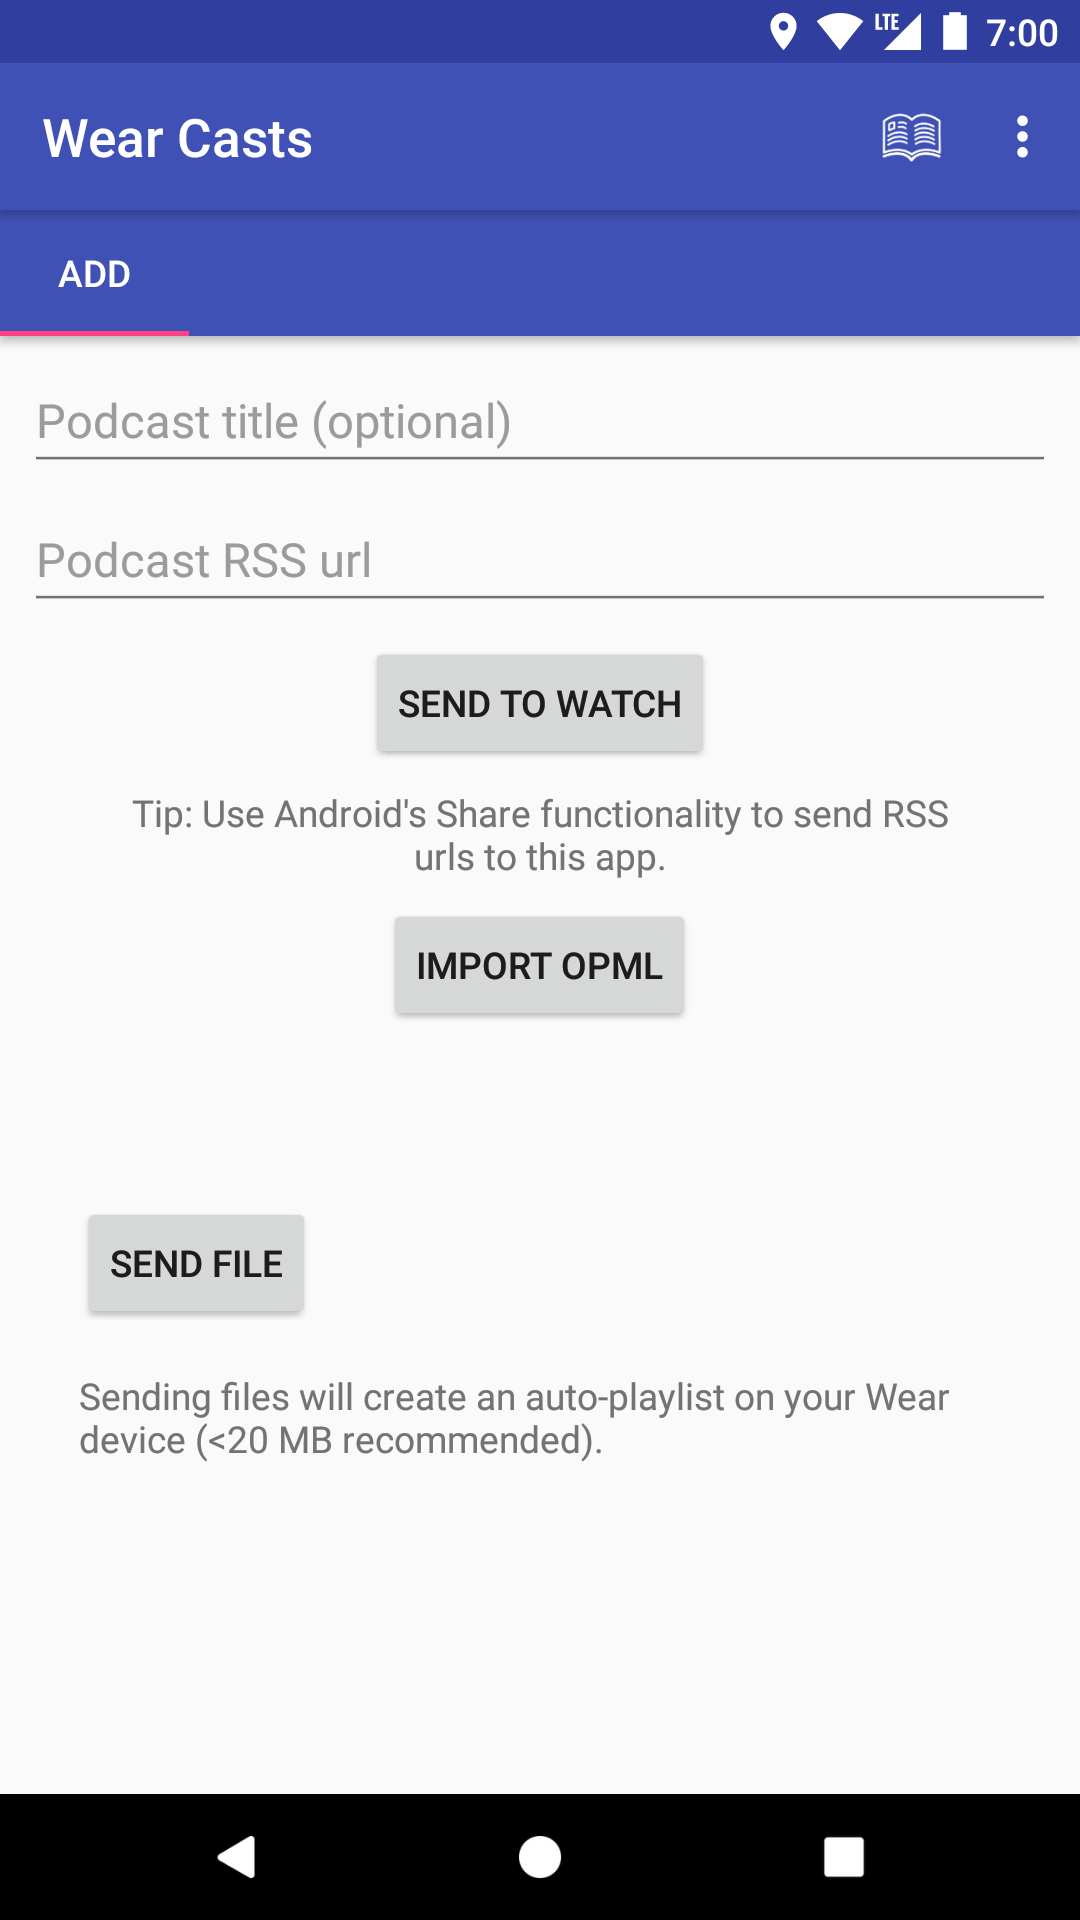 LTE 7:00
Wear Casts
ADD
Podcast title (optional)
Podcast RSS url
SEND TO WATCH
Tip: Use Android's Share functionality to send RSS
urls to this app.
IMPORT OPML
SEND FILE
Sending files will create an auto-playlist on your Wear
device (<20 MB recommended).